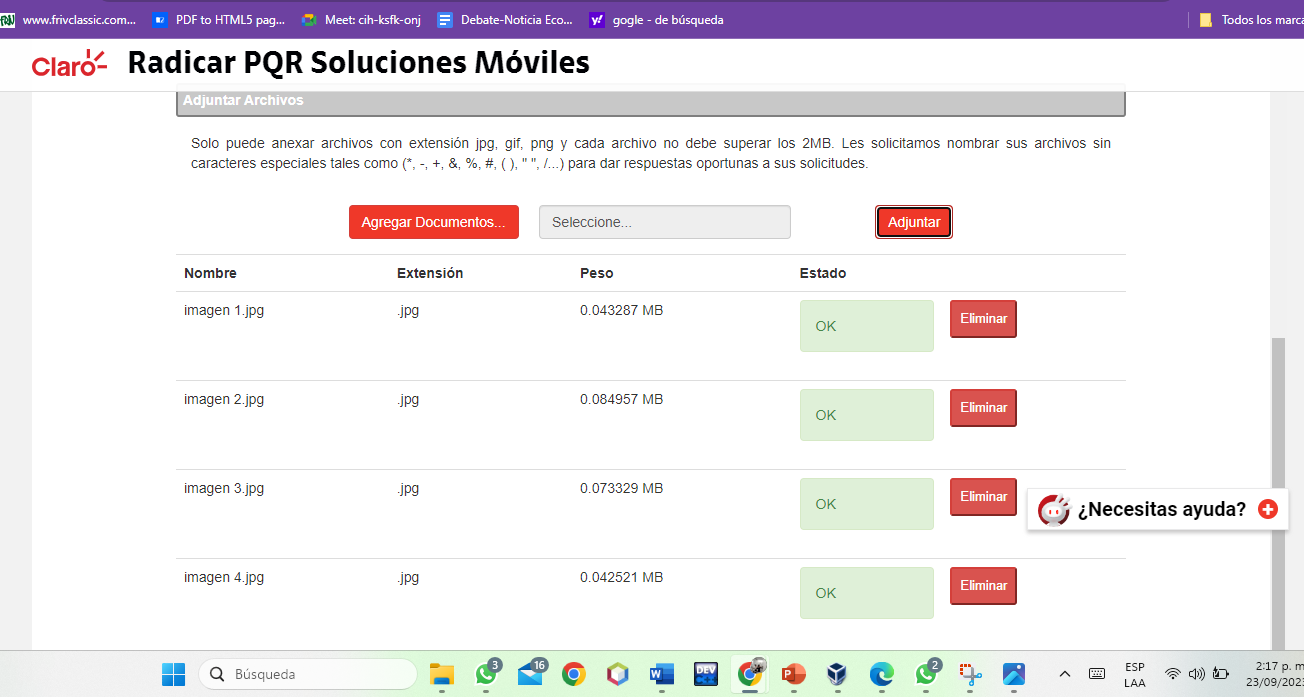 www.frivclassic.com... PDF to HTML5 pag... Meet: cih-ksfk-onj Debate-Noticia Eco... gogle - de búsqueda Todos los marca
Claro Radicar PQR Soluciones Móviles
Adjuntar Archivos
Solo puede anexar archivos con extensión jpg, gif, png y cada archivo no debe superar los 2MB. Les solicitamos nombrar sus archivos sin
caracteres especiales tales como (*, -, +, &, %, #, ( ), " ", /...) para dar respuestas oportunas a sus solicitudes.
Agregar Documentos... Seleccione... Adjuntar
Nombre Extensión Peso Estado
imagen 1.jpg .jpg 0.043287 MB OK Eliminar
imagen 2.jpg .jpg 0.084957 MB OK Eliminar
imagen 3.jpg .jpg 0.073329 MB OK Eliminar
¿Necesitas ayuda?
imagen 4.jpg .jpg 0.042521 MB OK Eliminar
Búsqueda 3 16 DEV 2 ESP 2:17 p. m
LAA 23/09/202